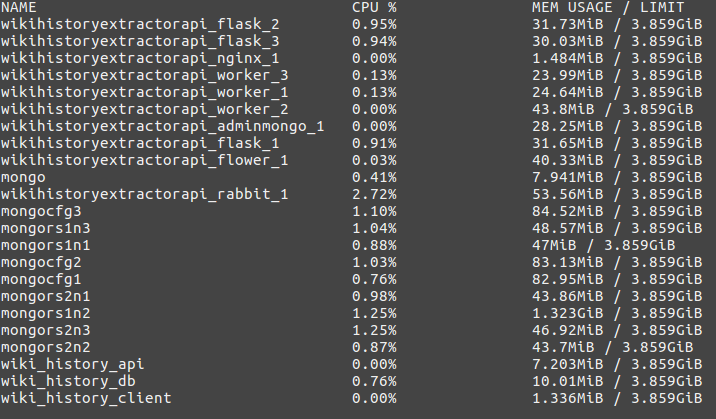 NAME CPU % MEM USAGE / LIMIT
wikihistoryextractorapi_flask_2 0.95% 31.73MiB / 3.859GiB
wikihistoryextractorapi_flask_3 0.94% 30.03MiB / 3.859GiB
wikihistoryextractorapi_nginx_1 0.00% 1.484MiB / 3.859GiB
wikihistoryextractorapi_worker_3 0.13% 23.99MiB / 3.859GiB
wikihistoryextractorapi_worker_1 0.13% 24.64MiB / 3.859GiB
wikihistoryextractorapi_worker_2 0.00% 43.8MiB / 3.859GiB
wikihistoryextractorapi_adminmongo_1 0.00% 28.25MiB / 3.859GiB
wikihistoryextractorapi_flask_1 0.91% 31.65MiB / 3.859GiB
wikihistoryextractorapi_flower_1 0.03% 40.33MiB / 3.859GiB
mongo 0.41% 7.941MiB / 3.859GiB
wikihistoryextractorapi_rabbit_1 2.72% 53.56MiB / 3.859GiB
mongocfg3 1.10% 84.52MiB / 3.859GiB
mongors1n3 1.04% 48.57MiB / 3.859GiB
mongors1n1 0.88% 47MiB / 3.859GiB
mongocfg2 1.03% 83.13MiB / 3.859GiB
mongocfg1 0.76% 82.95MiB / 3.859GiB
mongors2n1 0.98% 43.86MiB / 3.859GiB
mongors1n2 1.25% 1.323GiB / 3.859GiB
mongors2n3 1.25% 46.92MiB / 3.859GiB
mongors2n2 0.87% 43.7MiB / 3.859GiB
wiki_history_api 0.00% 7.203MiB / 3.859GiB
wiki_history_db 0.76% 10.01MiB / 3.859GiB
wiki_history_client 0.00% 1.336MiB / 3.859GiB